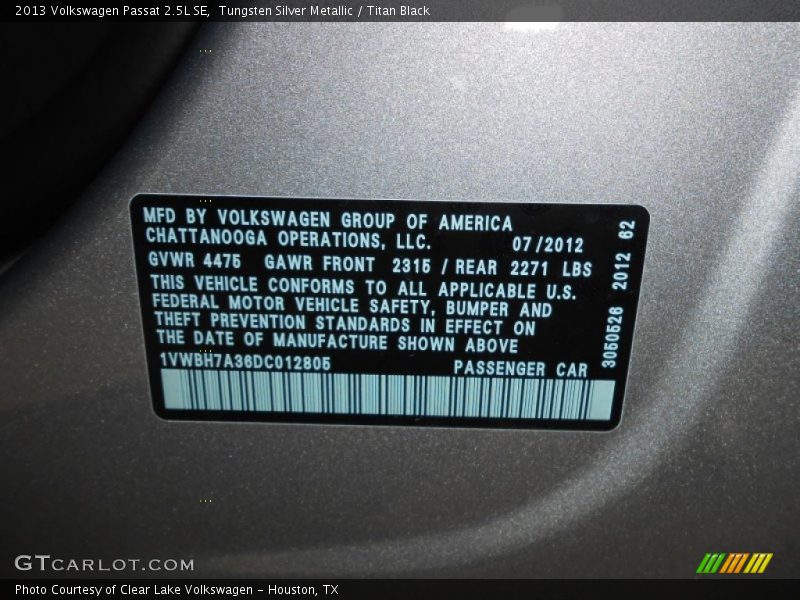 2013 Volkswagen Passat 2.5L SE, Tungsten Silver Metallic / Titan Black
MFD BY VOLKSWAGEN GROUP OF AMERICA
CHATTANOOGA OPERATIONS, LLC. 07/2012
GVWR 4475 GAWR FRONT 2315 / REAR 2271 LBS
THIS VEHICLE CONFORMS TO ALL APPLICABLE U.S.
FEDERAL MOTOR VEHICLE SAFETY, BUMPER AND
THEFT PREVENTION STANDARDS IN EFFECT ON
THE DATE OF MANUFACTURE SHOWN ABOVE
1VWBH7A36DC012805 PASSENGER CAR
3050528 2012 62
GTCARLOT.COM
Photo Courtesy of Clear Lake Volkswagen - Houston, TX